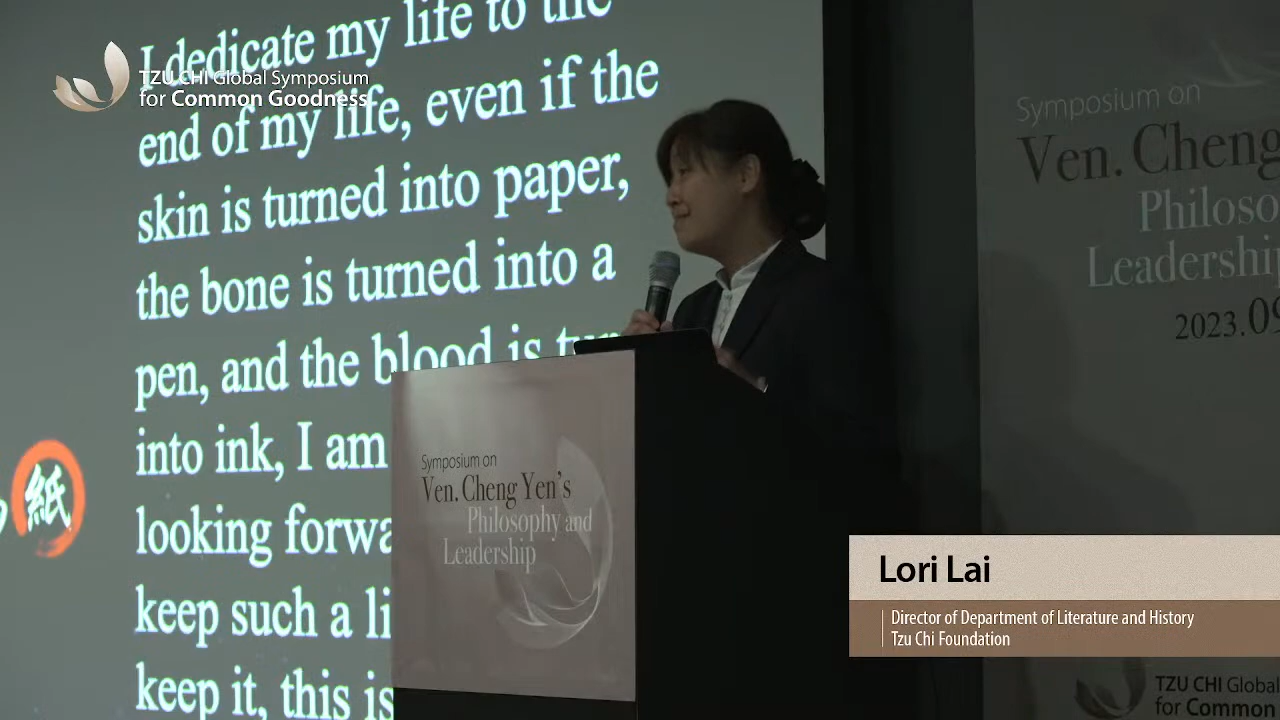 I dedicate my life to the
end of my life, even if the
skin is turned into paper,
the bone is turned into a
pen, and the blood is
into ink, I am
looking
keep such a
keep it, this is
紙
TZU CHI Global Symposium
for Common Goodness
Symposium on
Ven. Cheng Yen's
Philosophy and
Leadership
Symposium on
Ven. Cheng
Philoso
Leadership
2023.09
Lori Lai
Director of Department of Literature and History
Tzu Chi Foundation
TZU CHI Global
for Common